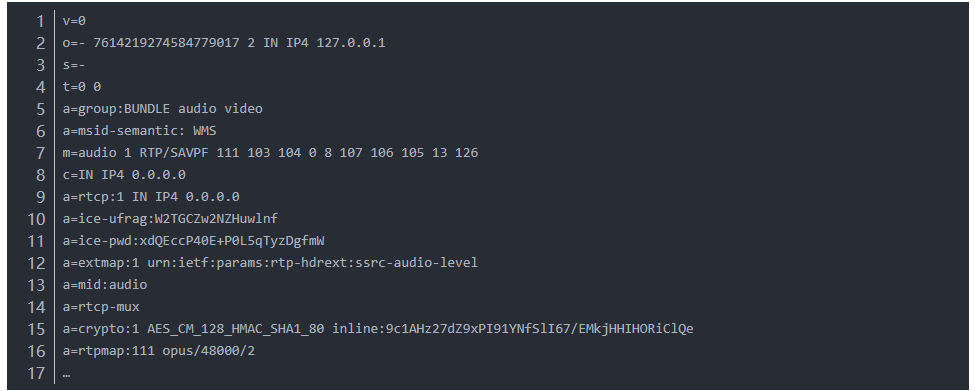 1 v=0
2 o=- 7614219274584779017 2 IN IP4 127.0.0.1
3 s=-
4 t=0 0
5 a=group:BUNDLE audio video
6 a=msid-semantic: WMS
7 m=audio 1 RTP/SAVPF 111 103 104 0 8 107 106 105 13 126
8 c=IN IP4 0.0.0.0
9 a=rtcp:1 IN IP4 0.0.0.0
10 a=ice-ufrag:W2TGCZw2NZHuwlnf
11 a=ice-pwd:xdQEccP40E+P0L5qTyzDgfmW
12 a=extmap:1 urn:ietf:params:rtp-hdrext:ssrc-audio-level
13 a=mid:audio
14 a=rtcp-mux
15 a=crypto:1 AES_CM_128_HMAC_SHA1_80 inline:9c1AHz27dZ9xPI91YNfSlI67/EMkjHHIHORiClQe
16 a=rtpmap:111 opus/48000/2
17 …